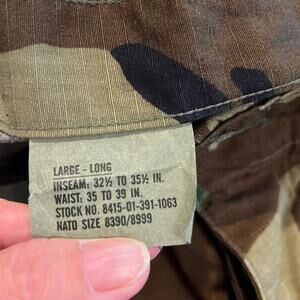 LARGE - LONG
INSEAM: 32½ TO 35½ IN.
WAIST: 35 TO 39 IN.
STOCK NO. 8415-01-391-1063
NATO SIZE 8390/8999